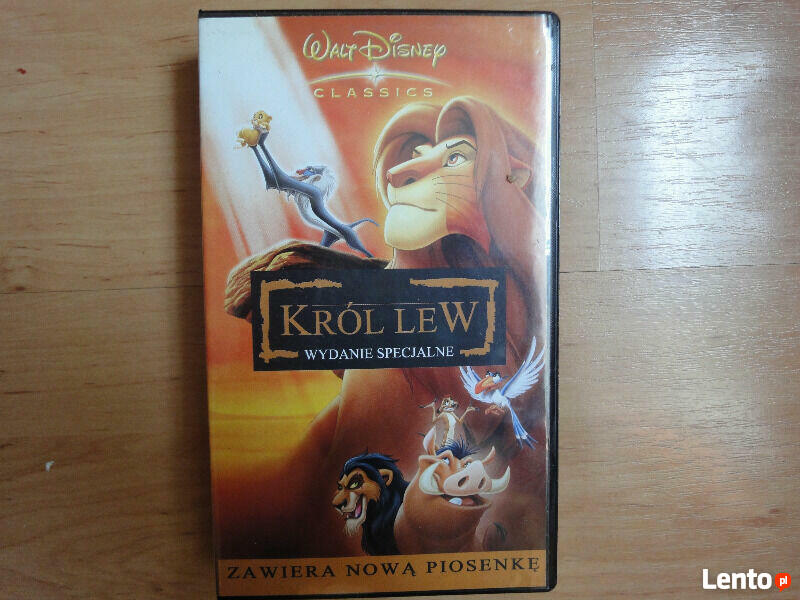 WALT DISNEY
CLASSICS
KRÓL LEW
WYDANIE SPECJALNE
ZAWIERA NOWĄ PIOSENKĘ
Lento.pl